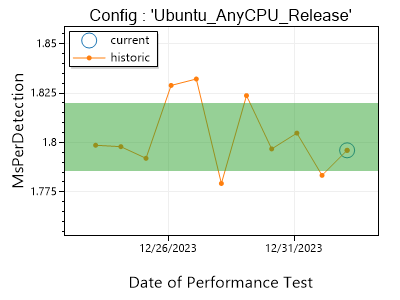 Config : 'Ubuntu_AnyCPU_Release'
current
historic
MsPerDetection
1.85
1.825
1.8
1.775
12/26/2023
12/31/2023
Date of Performance Test